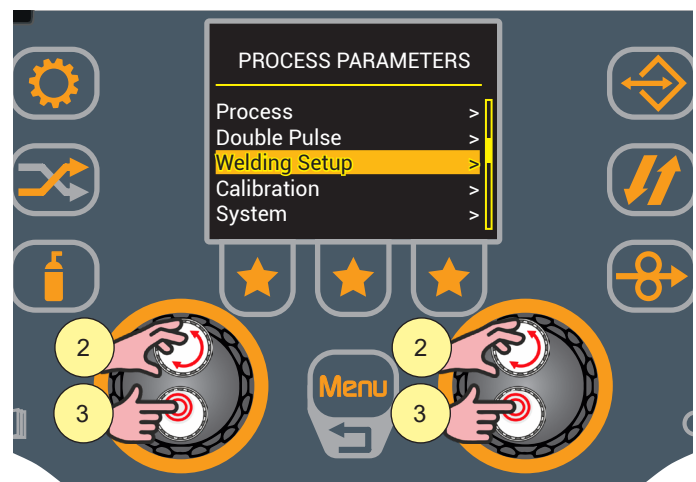 PROCESS PARAMETERS
Process >
Double Pulse >
Welding Setup >
Calibration >
System >
2
2
3
3
Menu